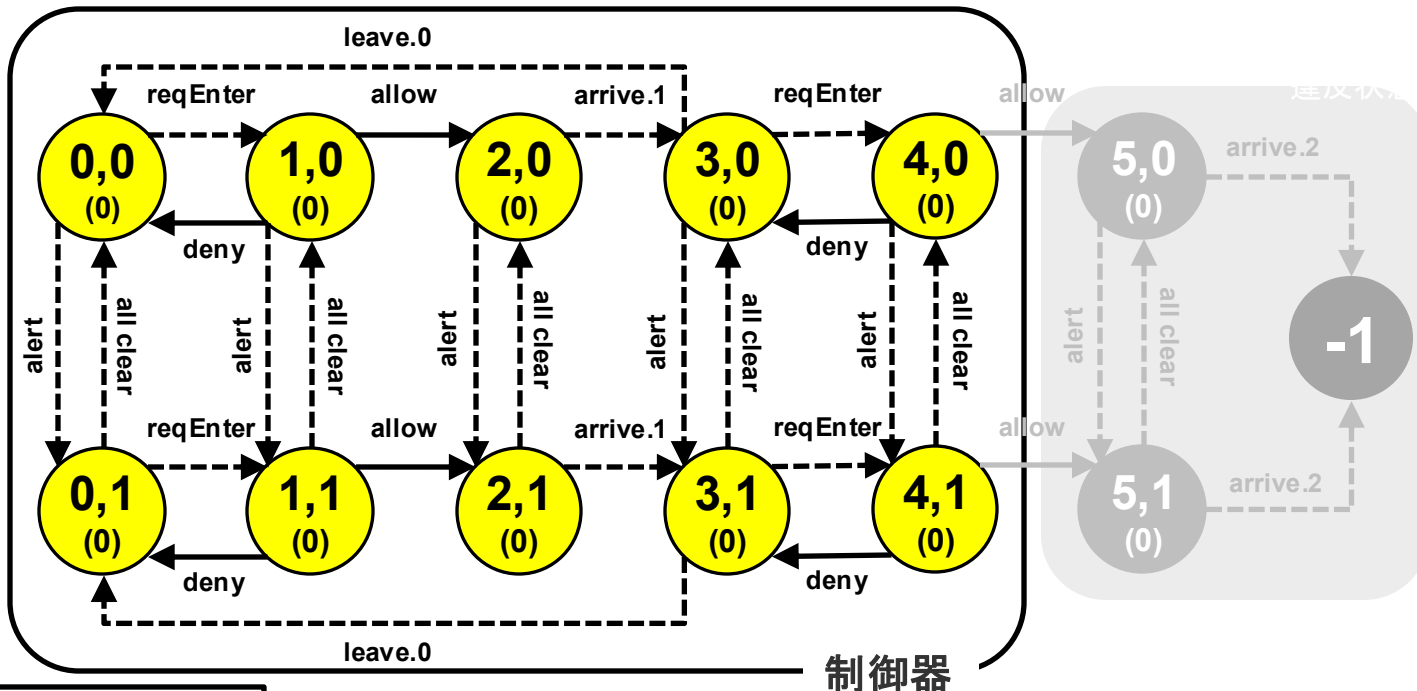 leave.0
reqEnter allow arrive.1 reqEnter allow
違反状態
0,0 (0)
1,0 (0)
2,0 (0)
3,0 (0)
4,0 (0)
5,0 (0)
arrive.2
deny
deny
alert
all clear
alert
all clear
alert
all clear
alert
all clear
alert
all clear
alert
all clear
-1
reqEnter allow arrive.1 reqEnter allow
0,1 (0)
1,1 (0)
2,1 (0)
3,1 (0)
4,1 (0)
5,1 (0)
arrive.2
deny
deny
leave.0
制御器